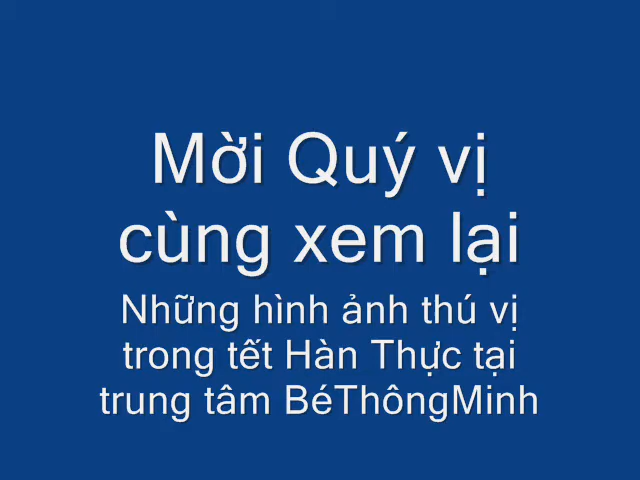 Mời Quý vị
cùng xem lại
Những hình ảnh thú vị
trong tết Hàn Thực tại
trung tâm BéThôngMinh